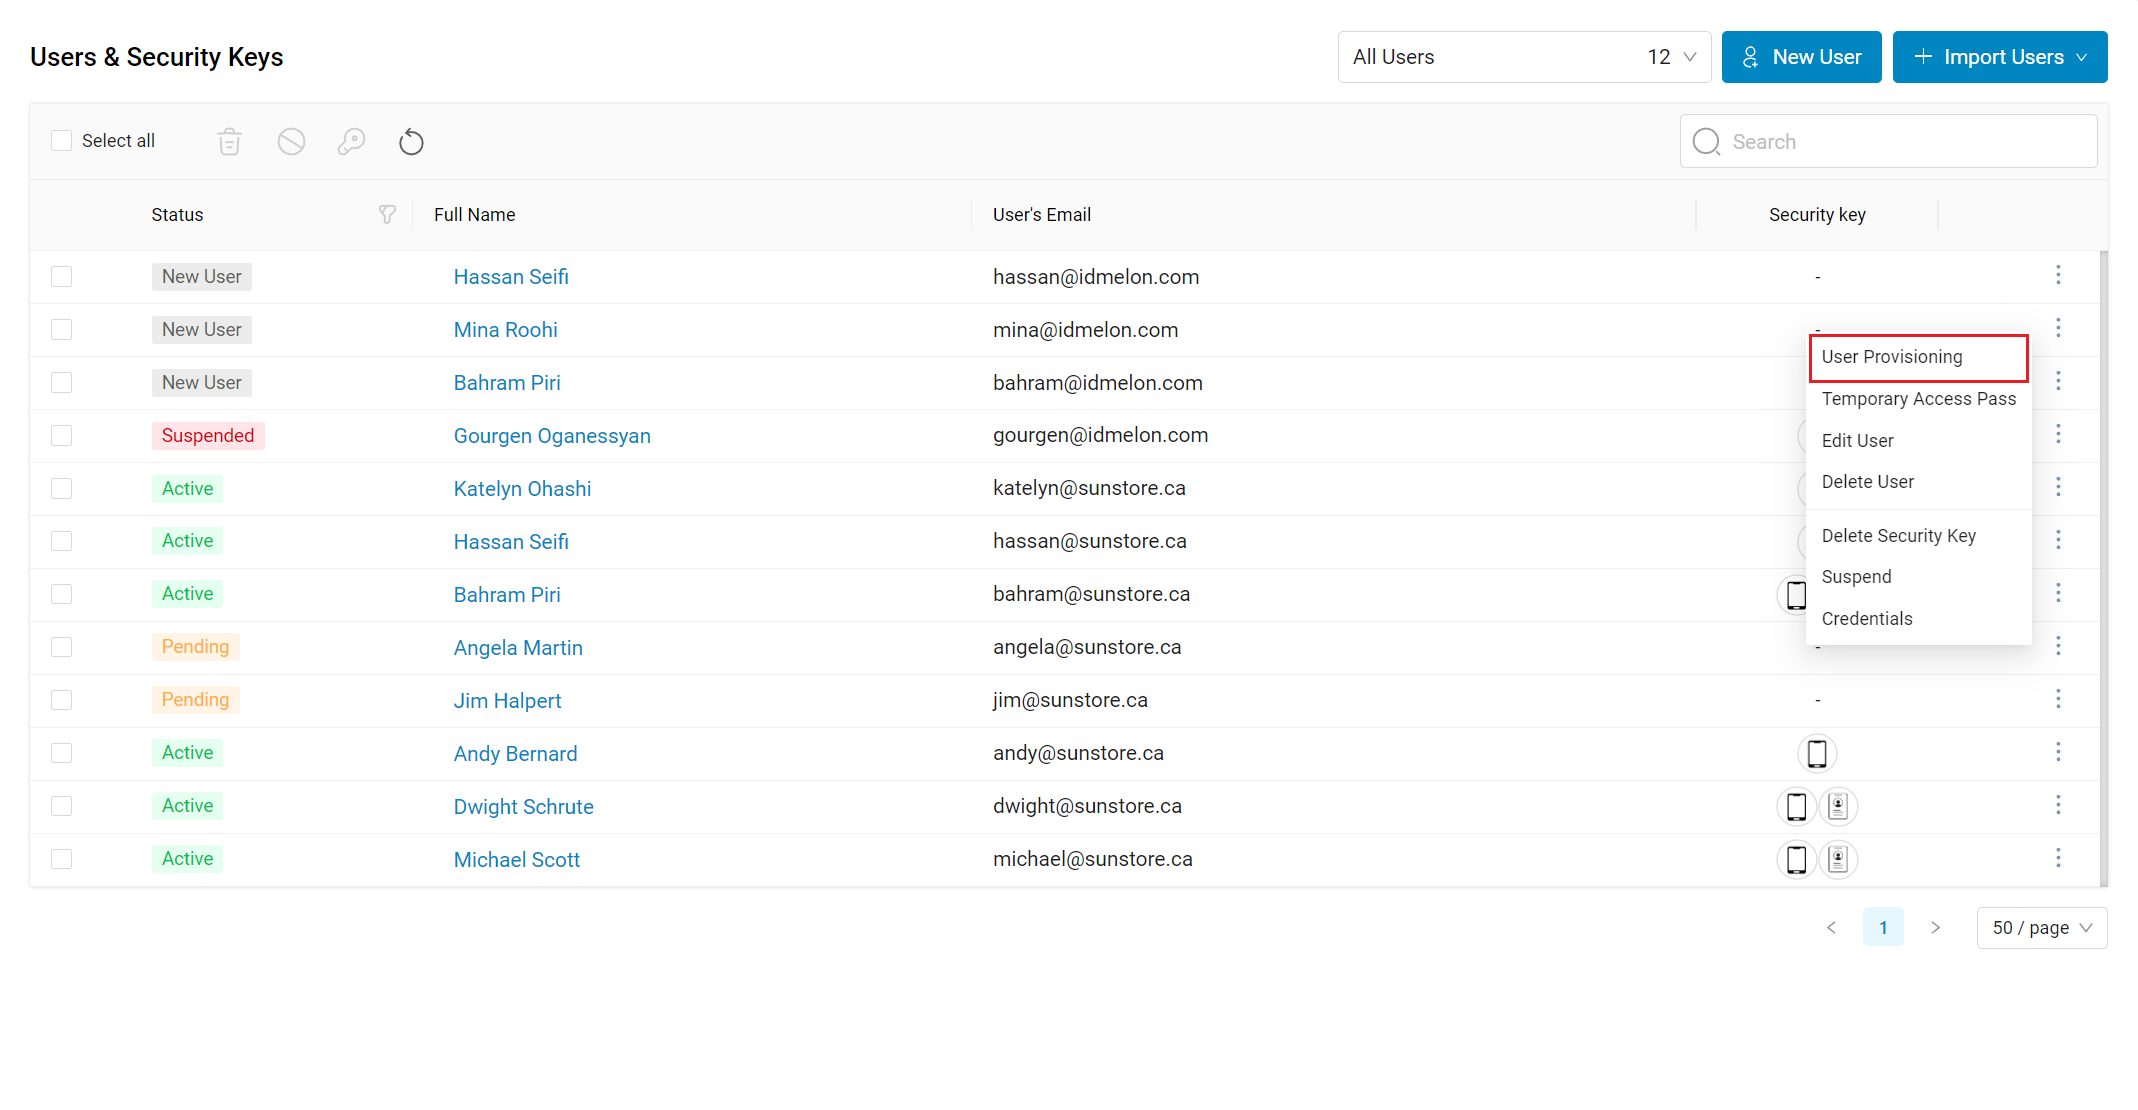 Users & Security Keys
All Users 12
New User
Import Users
Select all
Search
Status Full Name User's Email Security key
New User Hassan Seifi hassan@idmelon.com -
New User Mina Roohi mina@idmelon.com -
User Provisioning
New User Bahram Piri bahram@idmelon.com
Temporary Access Pass
Suspended Gourgen Oganessyan gourgen@idmelon.com
Edit User
Active Katelyn Ohashi katelyn@sunstore.ca
Delete User
Active Hassan Seifi hassan@sunstore.ca
Delete Security Key
Suspend
Active Bahram Piri bahram@sunstore.ca
Credentials
Pending Angela Martin angela@sunstore.ca -
Pending Jim Halpert jim@sunstore.ca -
Active Andy Bernard andy@sunstore.ca
Active Dwight Schrute dwight@sunstore.ca
Active Michael Scott michael@sunstore.ca
< 1 > 50 / page